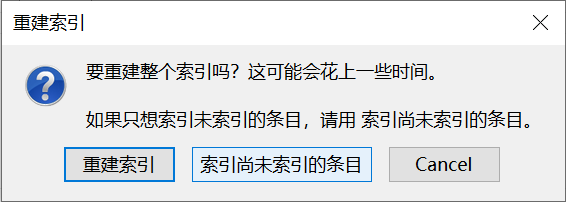 重建索引
要重建整个索引吗？这可能会花上一些时间。
如果只想索引未索引的条目，请用 索引尚未索引的条目。
重建索引 索引尚未索引的条目 Cancel